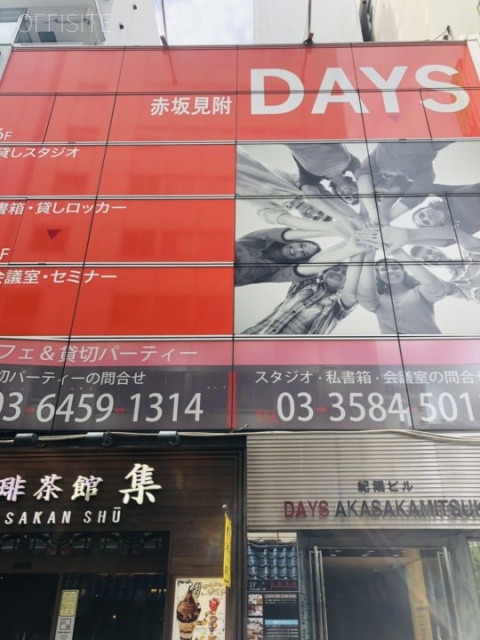 OFFISITE
赤坂見附 DAYS
6F
貸しスタジオ
書箱・貸しロッカー
F
会議室・セミナー
フェ＆貸切パーティー
切パーティーの問合せ
スタジオ・私書箱・会議室の問合せ
03-6459-1314
03-3584-501
琲茶館 集
SAKAN SHŪ
紀陽ビル
DAYS AKASAKAMITSUK